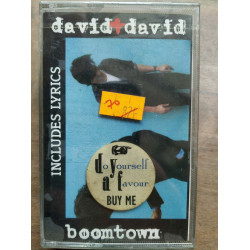 david+david
INCLUDES LYRICS
do yourself
a favour
BUY ME
boomtown